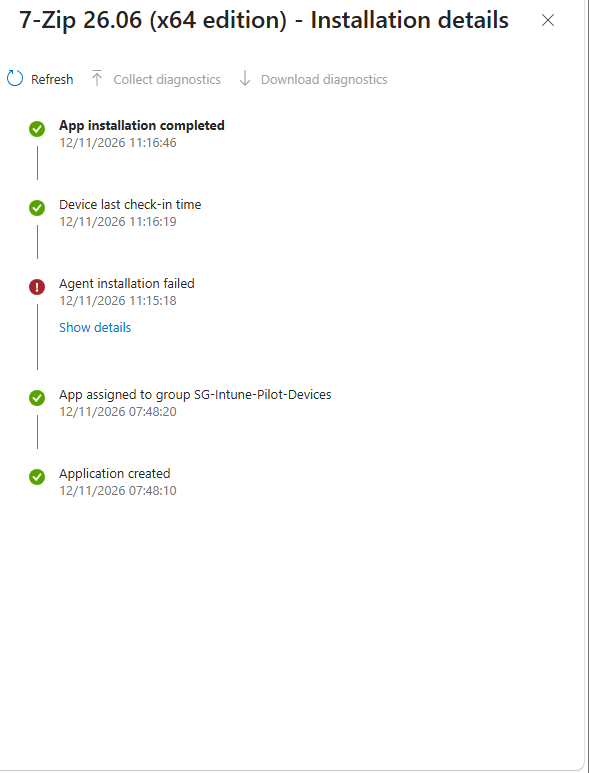 7-Zip 26.06 (x64 edition) - Installation details
Refresh
Collect diagnostics
Download diagnostics
App installation completed
12/11/2026 11:16:46
Device last check-in time
12/11/2026 11:16:19
Agent installation failed
12/11/2026 11:15:18
Show details
App assigned to group SG-Intune-Pilot-Devices
12/11/2026 07:48:20
Application created
12/11/2026 07:48:10